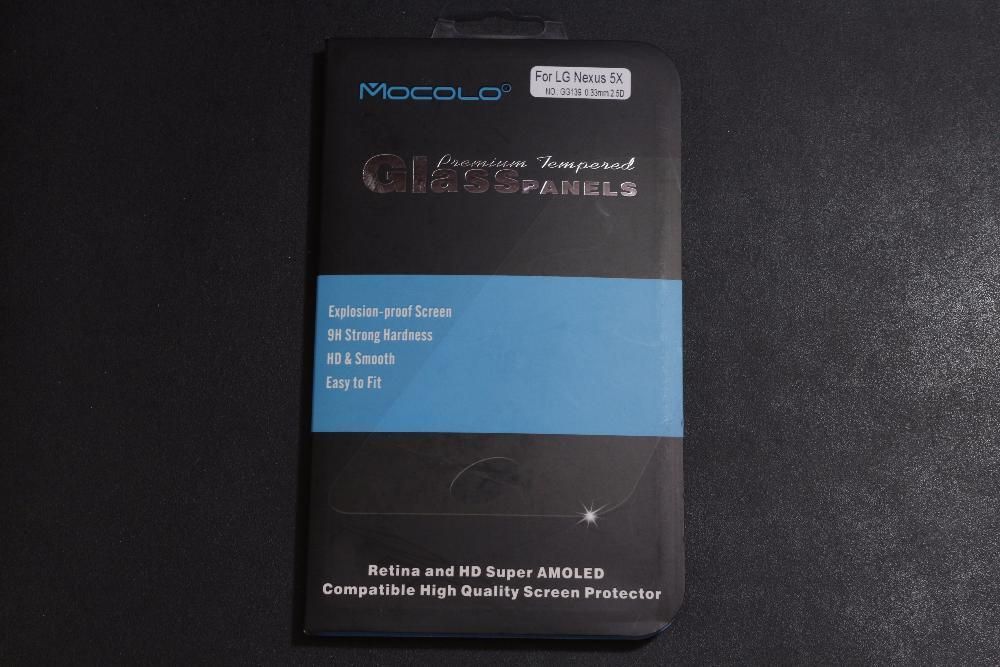 MOCOLO
For LG Nexus 5X
NO.: GG139 0.33mm 2.5D
Premium Tempered
Glass PANELS
Explosion-proof Screen
9H Strong Hardness
HD & Smooth
Easy to Fit
Retina and HD Super AMOLED
Compatible High Quality Screen Protector